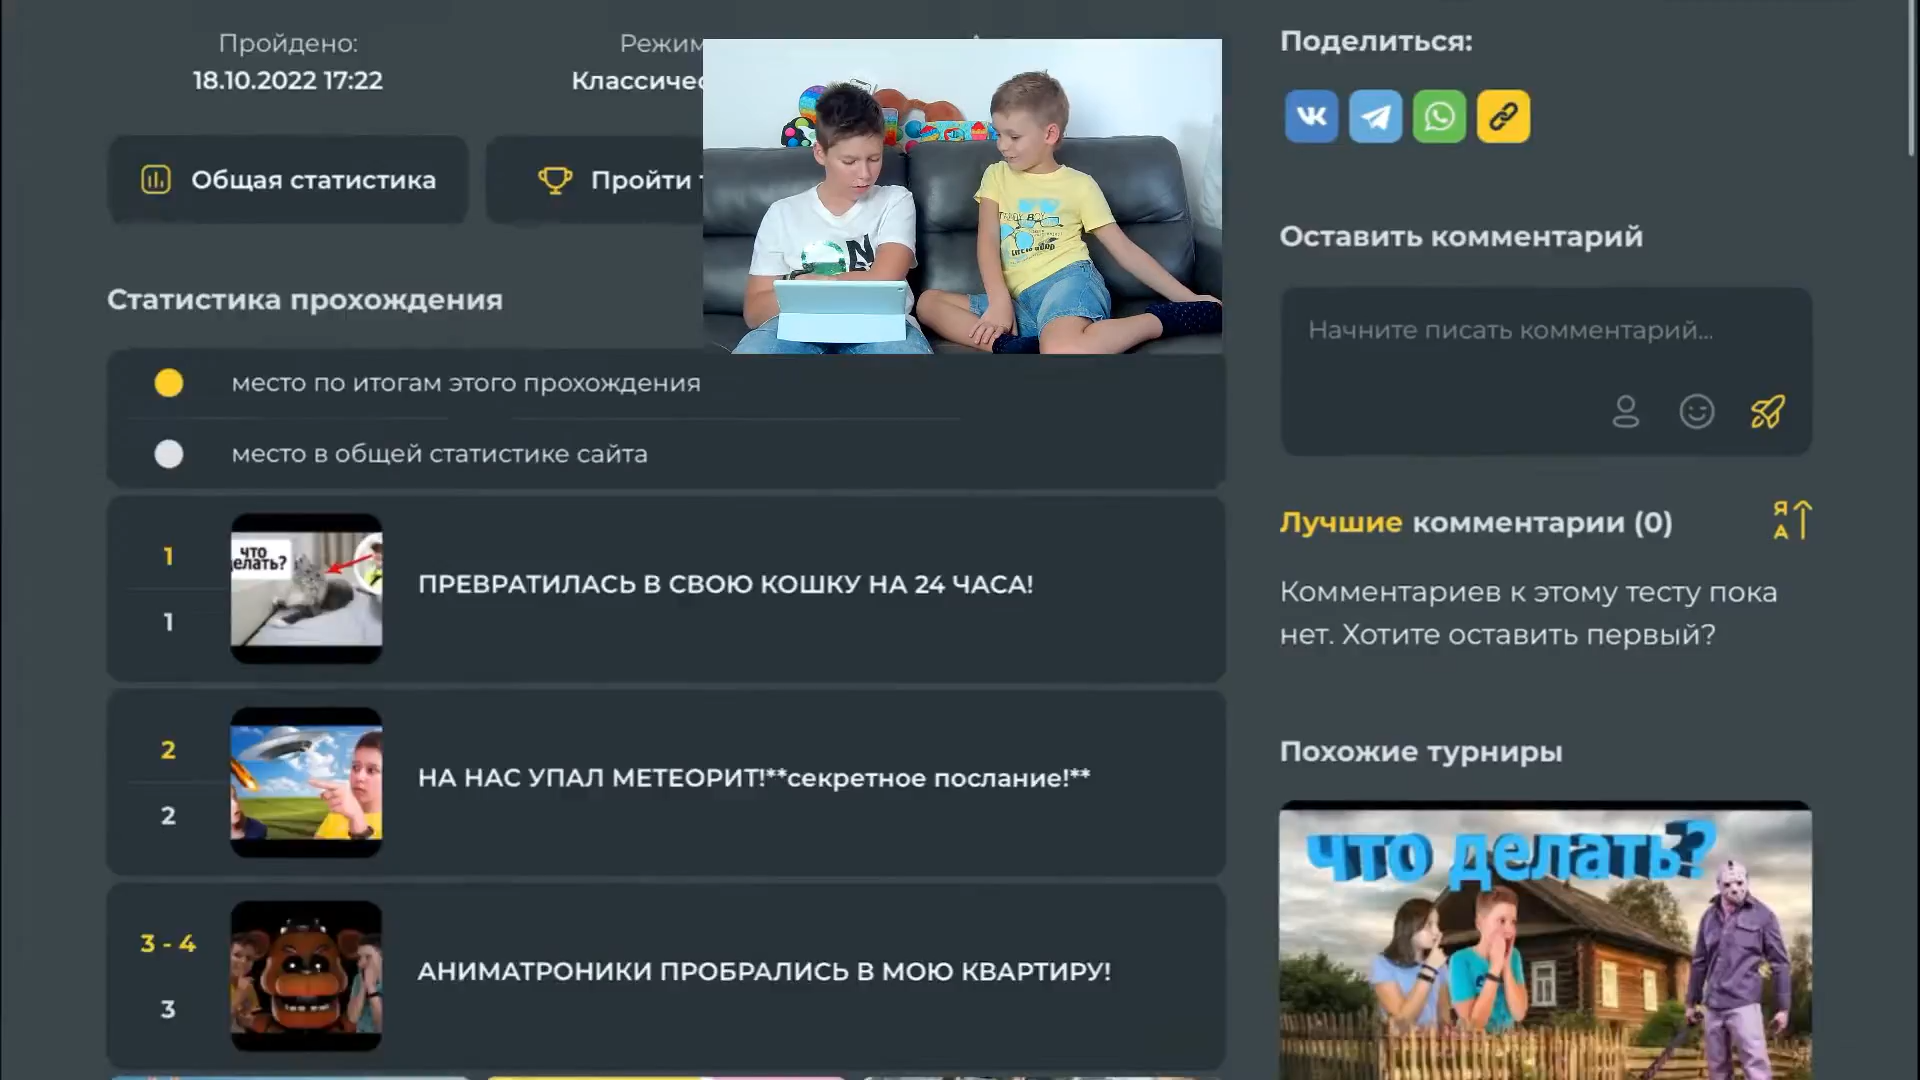 Пройдено:
18.10.2022 17:22
Режим
Классичес
Общая статистика
Пройти т
Статистика прохождения
место по итогам этого прохождения
место в общей статистике сайта
1
1
что
делать?
ПРЕВРАТИЛАСЬ В СВОЮ КОШКУ НА 24 ЧАСА!
2
2
НА НАС УПАЛ МЕТЕОРИТ!**секретное послание!**
3 - 4
3
АНИМАТРОНИКИ ПРОБРАЛИСЬ В МОЮ КВАРТИРУ!
Поделиться:
Оставить комментарий
Начните писать комментарий...
Лучшие комментарии (0)
Я
А
Комментариев к этому тесту пока
нет. Хотите оставить первый?
Похожие турниры
что делать?